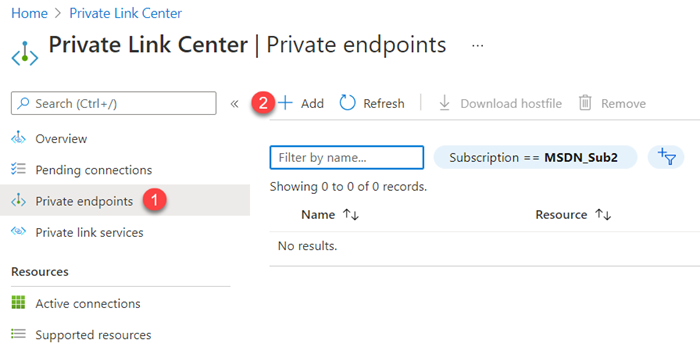 Home > Private Link Center
Private Link Center | Private endpoints ...
Search (Ctrl+/) « 2 + Add Refresh Download hostfile Remove
Overview
Pending connections
Private endpoints 1
Private link services
Resources
Active connections
Supported resources
Filter by name... Subscription == MSDN_Sub2
Showing 0 to 0 of 0 records.
Name ↑↓ Resource ↑↓
No results.